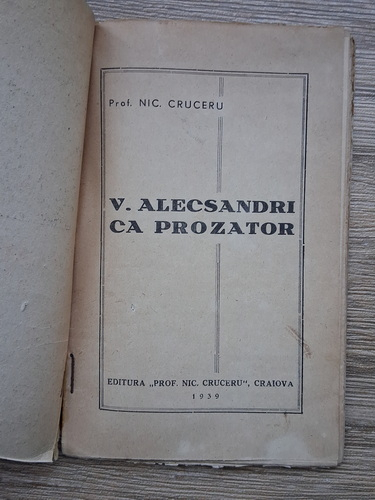 Prof. NIC. CRUCERU
V. ALECSANDRI
CA PROZATOR
EDITURA „PROF. NIC. CRUCERU“, CRAIOVA
1939